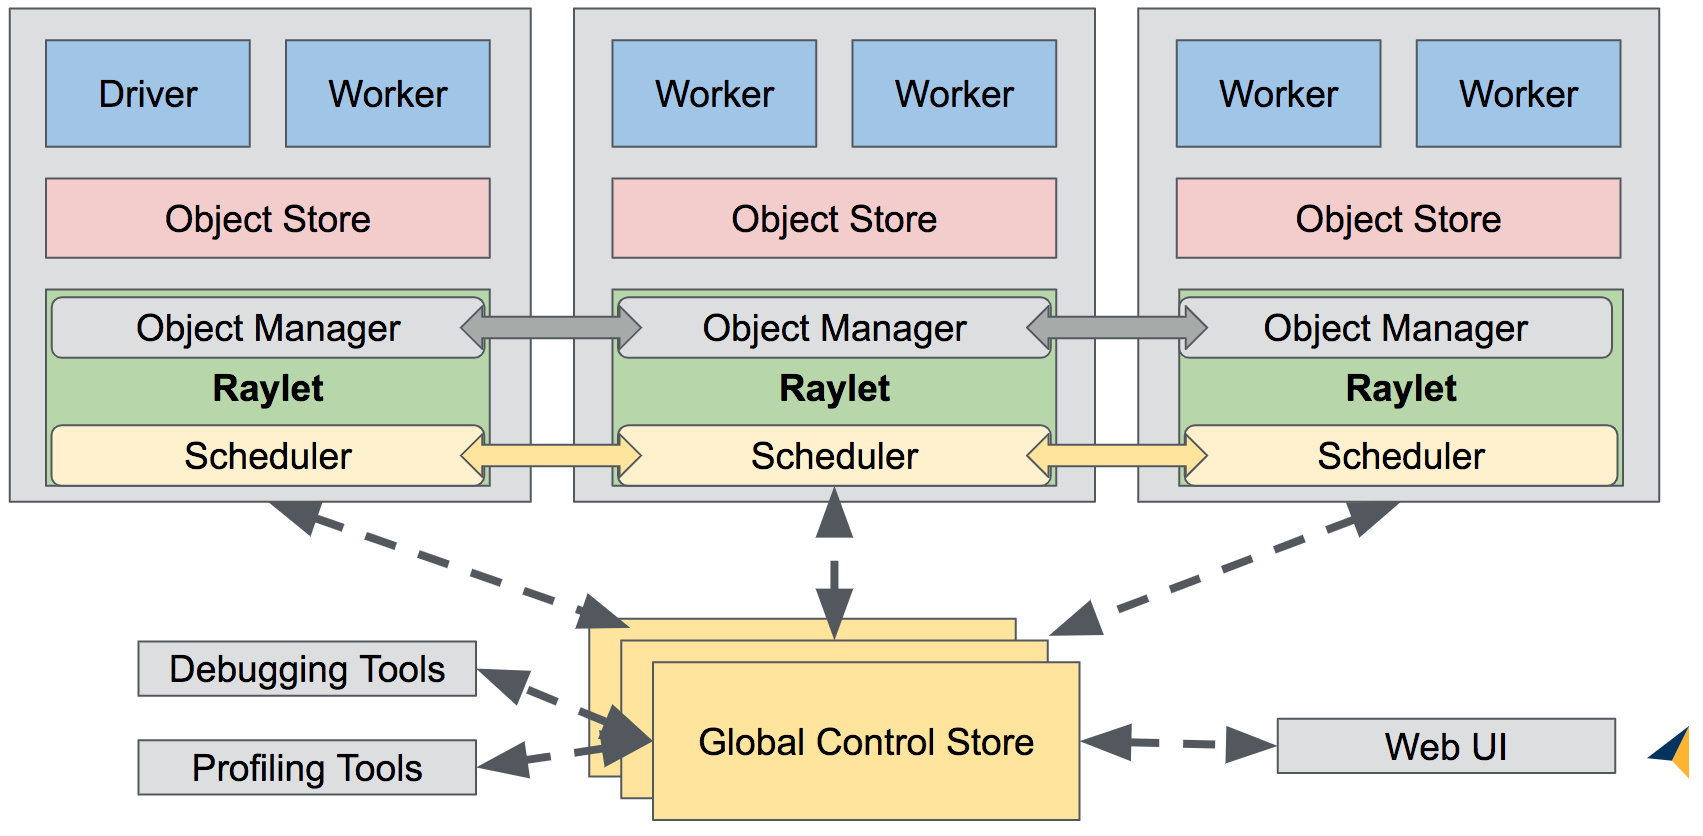 Driver
Worker
Worker
Worker
Worker
Worker
Object Store
Object Store
Object Store
Object Manager
Object Manager
Object Manager
Raylet
Raylet
Raylet
Scheduler
Scheduler
Scheduler
Debugging Tools
Profiling Tools
Global Control Store
Web UI